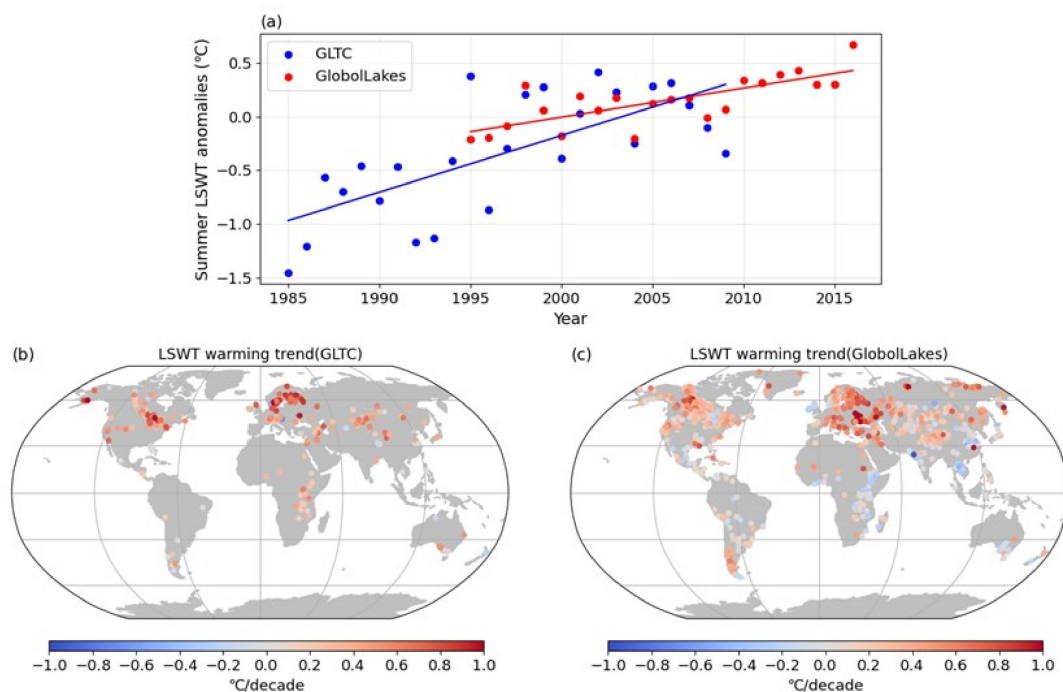 (a)
GLTC
GlobolLakes
Summer LSWT anomalies (℃)
0.5
0.0
−0.5
−1.0
−1.5
1985 1990 1995 2000 2005 2010 2015
Year
(b)
LSWT warming trend(GLTC)
−1.0 −0.8 −0.6 −0.4 −0.2 0.0 0.2 0.4 0.6 0.8 1.0
℃/decade
(c)
LSWT warming trend(GlobolLakes)
−1.0 −0.8 −0.6 −0.4 −0.2 0.0 0.2 0.4 0.6 0.8 1.0
℃/decade